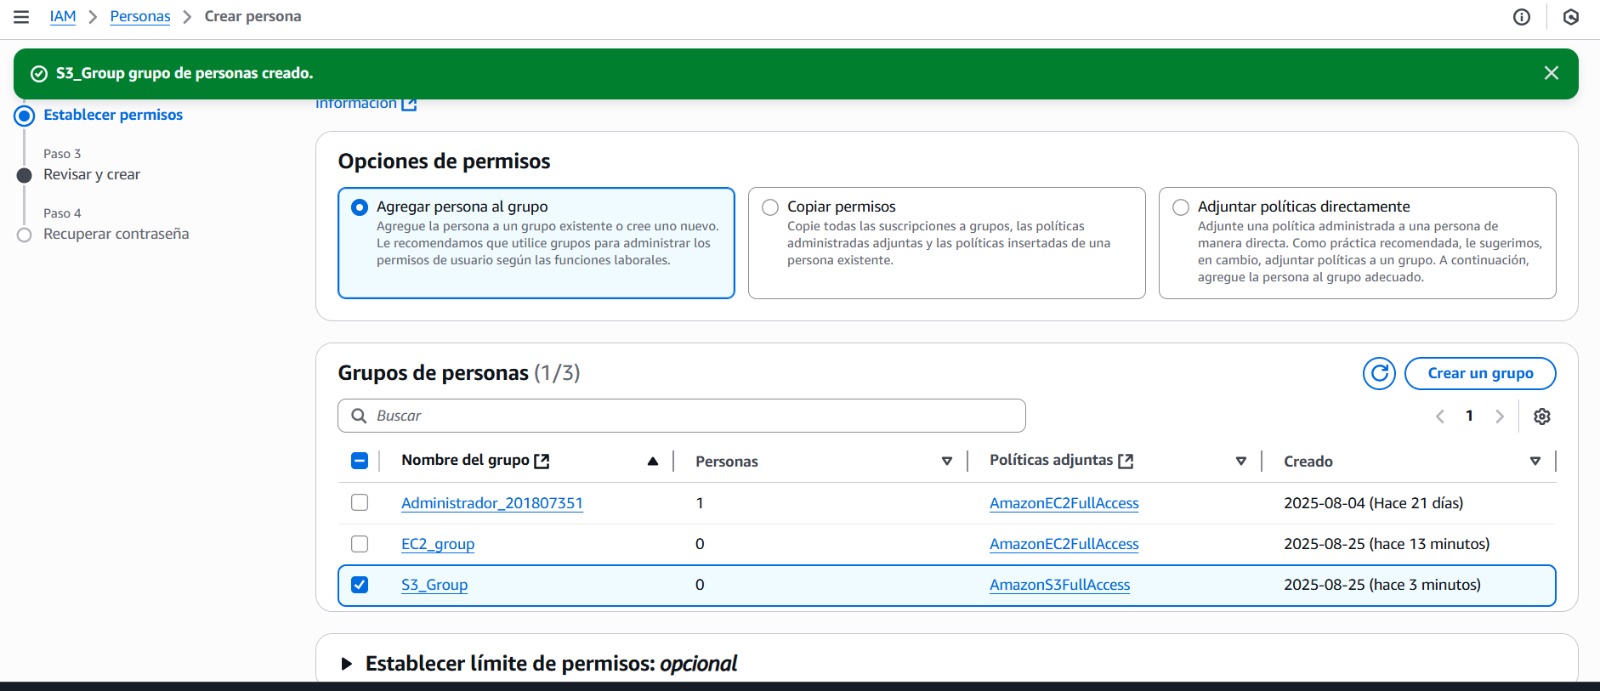 IAM > Personas > Crear persona
S3_Group grupo de personas creado.
Información
Establecer permisos
Paso 3
Revisar y crear
Paso 4
Recuperar contraseña
Opciones de permisos
Agregar persona al grupo
Agregue la persona a un grupo existente o cree uno nuevo.
Le recomendamos que utilice grupos para administrar los
permisos de usuario según las funciones laborales.
Copiar permisos
Copie todas las suscripciones a grupos, las políticas
administradas adjuntas y las políticas insertadas de una
persona existente.
Adjuntar políticas directamente
Adjunte una política administrada a una persona de
manera directa. Como práctica recomendada, le sugerimos,
en cambio, adjuntar políticas a un grupo. A continuación,
agregue la persona al grupo adecuado.
Grupos de personas (1/3)
Crear un grupo
Buscar
1
Nombre del grupo Personas Políticas adjuntas Creado
Administrador_201807351 1 AmazonEC2FullAccess 2025-08-04 (Hace 21 días)
EC2_group 0 AmazonEC2FullAccess 2025-08-25 (hace 13 minutos)
S3_Group 0 AmazonS3FullAccess 2025-08-25 (hace 3 minutos)
Establecer límite de permisos: opcional